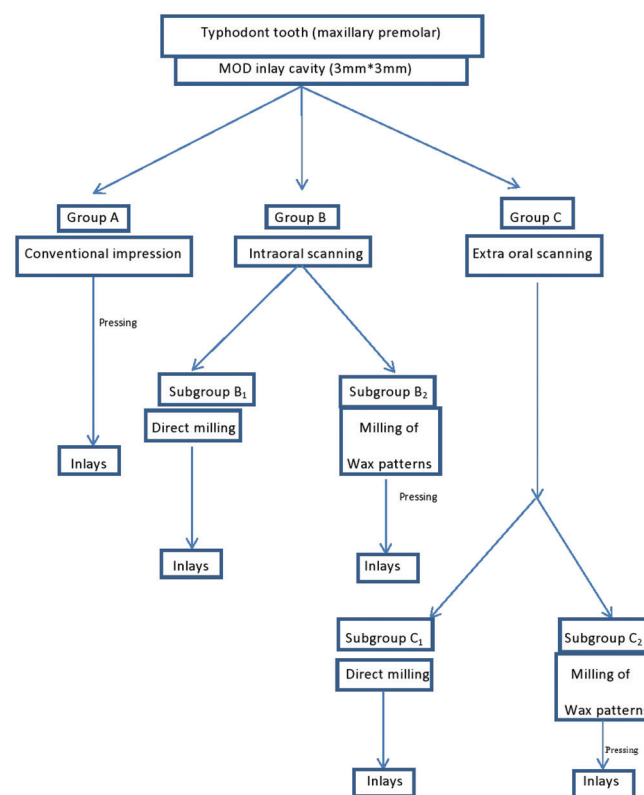 Typhodont tooth (maxillary premolar)
MOD inlay cavity (3mm*3mm)
Group A
Group B
Group C
Conventional impression
Intraoral scanning
Extra oral scanning
Pressing
Subgroup B₁
Subgroup B₂
Direct milling
Milling of
Wax patterns
Inlays
Pressing
Inlays
Inlays
Subgroup C₁
Subgroup C₂
Direct milling
Milling of
Wax pattern
Pressing
Inlays
Inlays